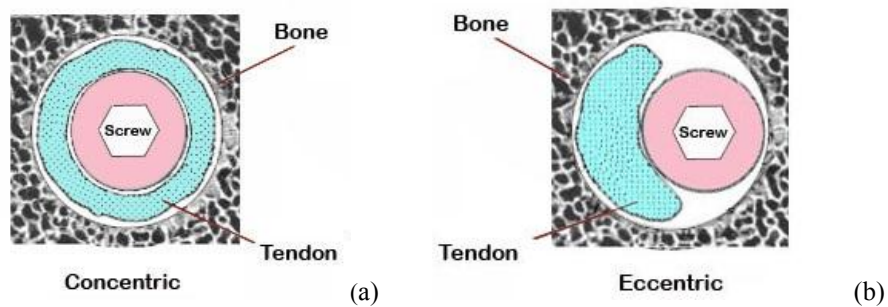 Bone
Screw
Tendon
Concentric
(a)
Bone
Screw
Tendon
Eccentric
(b)